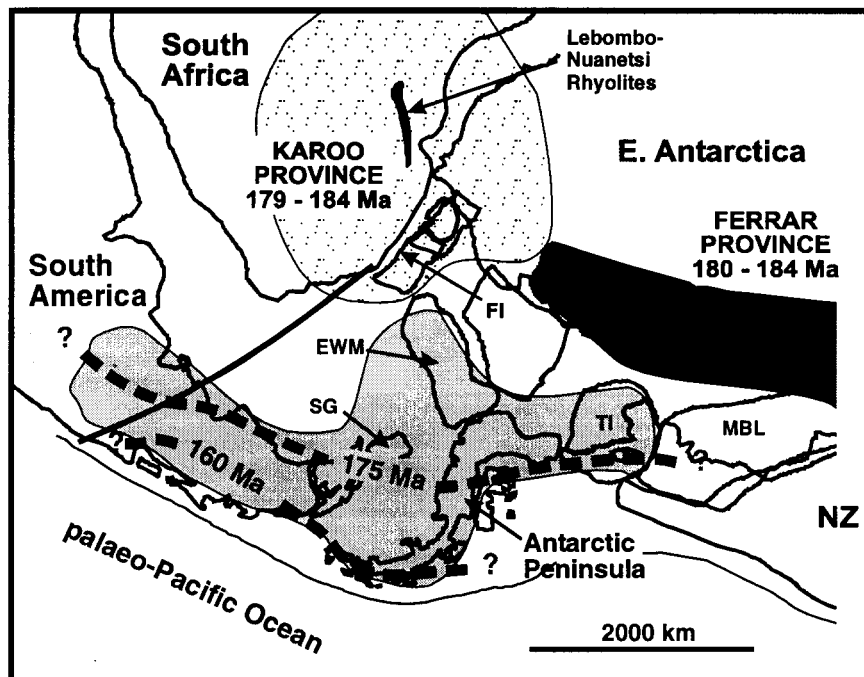 South
Africa
Lebombo-
Nuanetsi
Rhyolites
KAROO
PROVINCE
179 - 184 Ma
E. Antarctica
FERRAR
PROVINCE
180 - 184 Ma
South
America
?
FI
EWM
SG
TI
MBL
160 Ma
175 Ma
?
?
NZ
Antarctic
Peninsula
?
palaeo-Pacific Ocean
2000 km